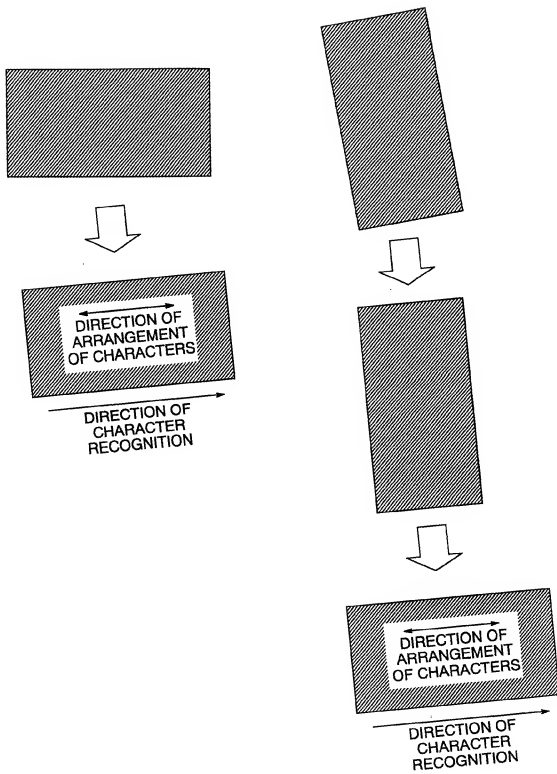 DIRECTION OF
ARRANGEMENT
OF CHARACTERS
DIRECTION OF
CHARACTER
RECOGNITION
DIRECTION OF
ARRANGEMENT
OF CHARACTERS
DIRECTION OF
CHARACTER
RECOGNITION